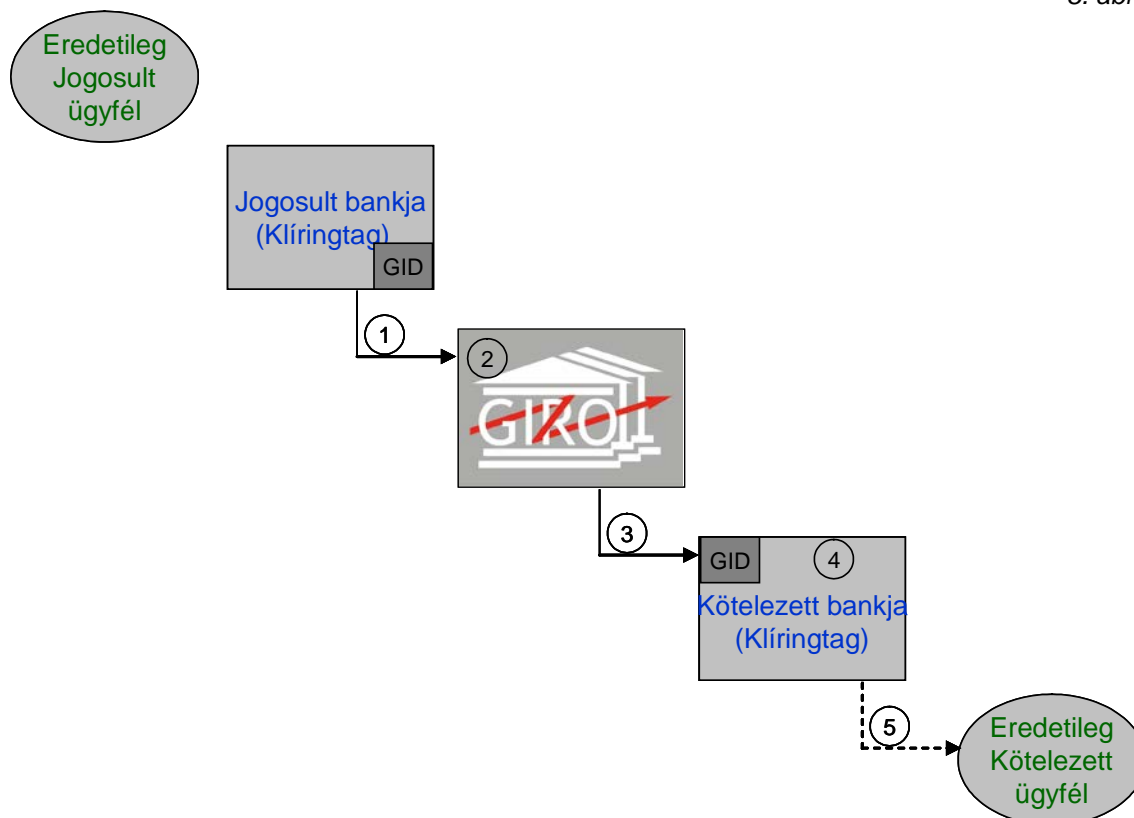 Eredetileg
Jogosult
ügyfél
Jogosult bankja
(Klíringtag)
GID
1
2
GIRO
3
GID
4
Kötelezett bankja
(Klíringtag)
5
Eredetileg
Kötelezett
ügyfél